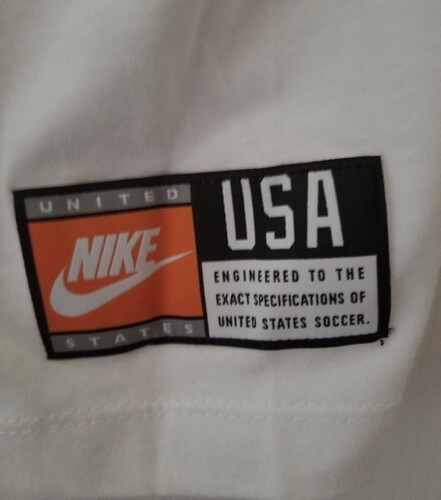 UNITED
NIKE
STATES
USA
ENGINEERED TO THE
EXACT SPECIFICATIONS OF
UNITED STATES SOCCER.